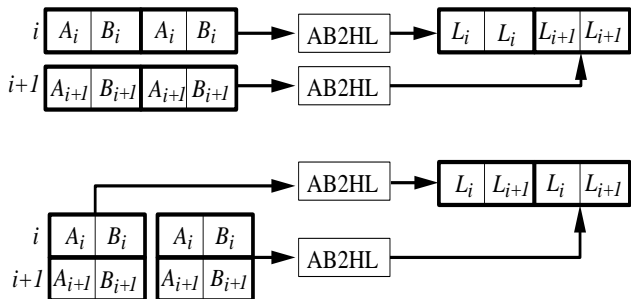 i A_i B_i A_i B_i AB2HL L_i L_i L_{i+1} L_{i+1}
i+1 A_{i+1} B_{i+1} A_{i+1} B_{i+1} AB2HL
AB2HL L_i L_{i+1} L_i L_{i+1}
i A_i B_i A_i B_i
AB2HL
i+1 A_{i+1} B_{i+1} A_{i+1} B_{i+1}